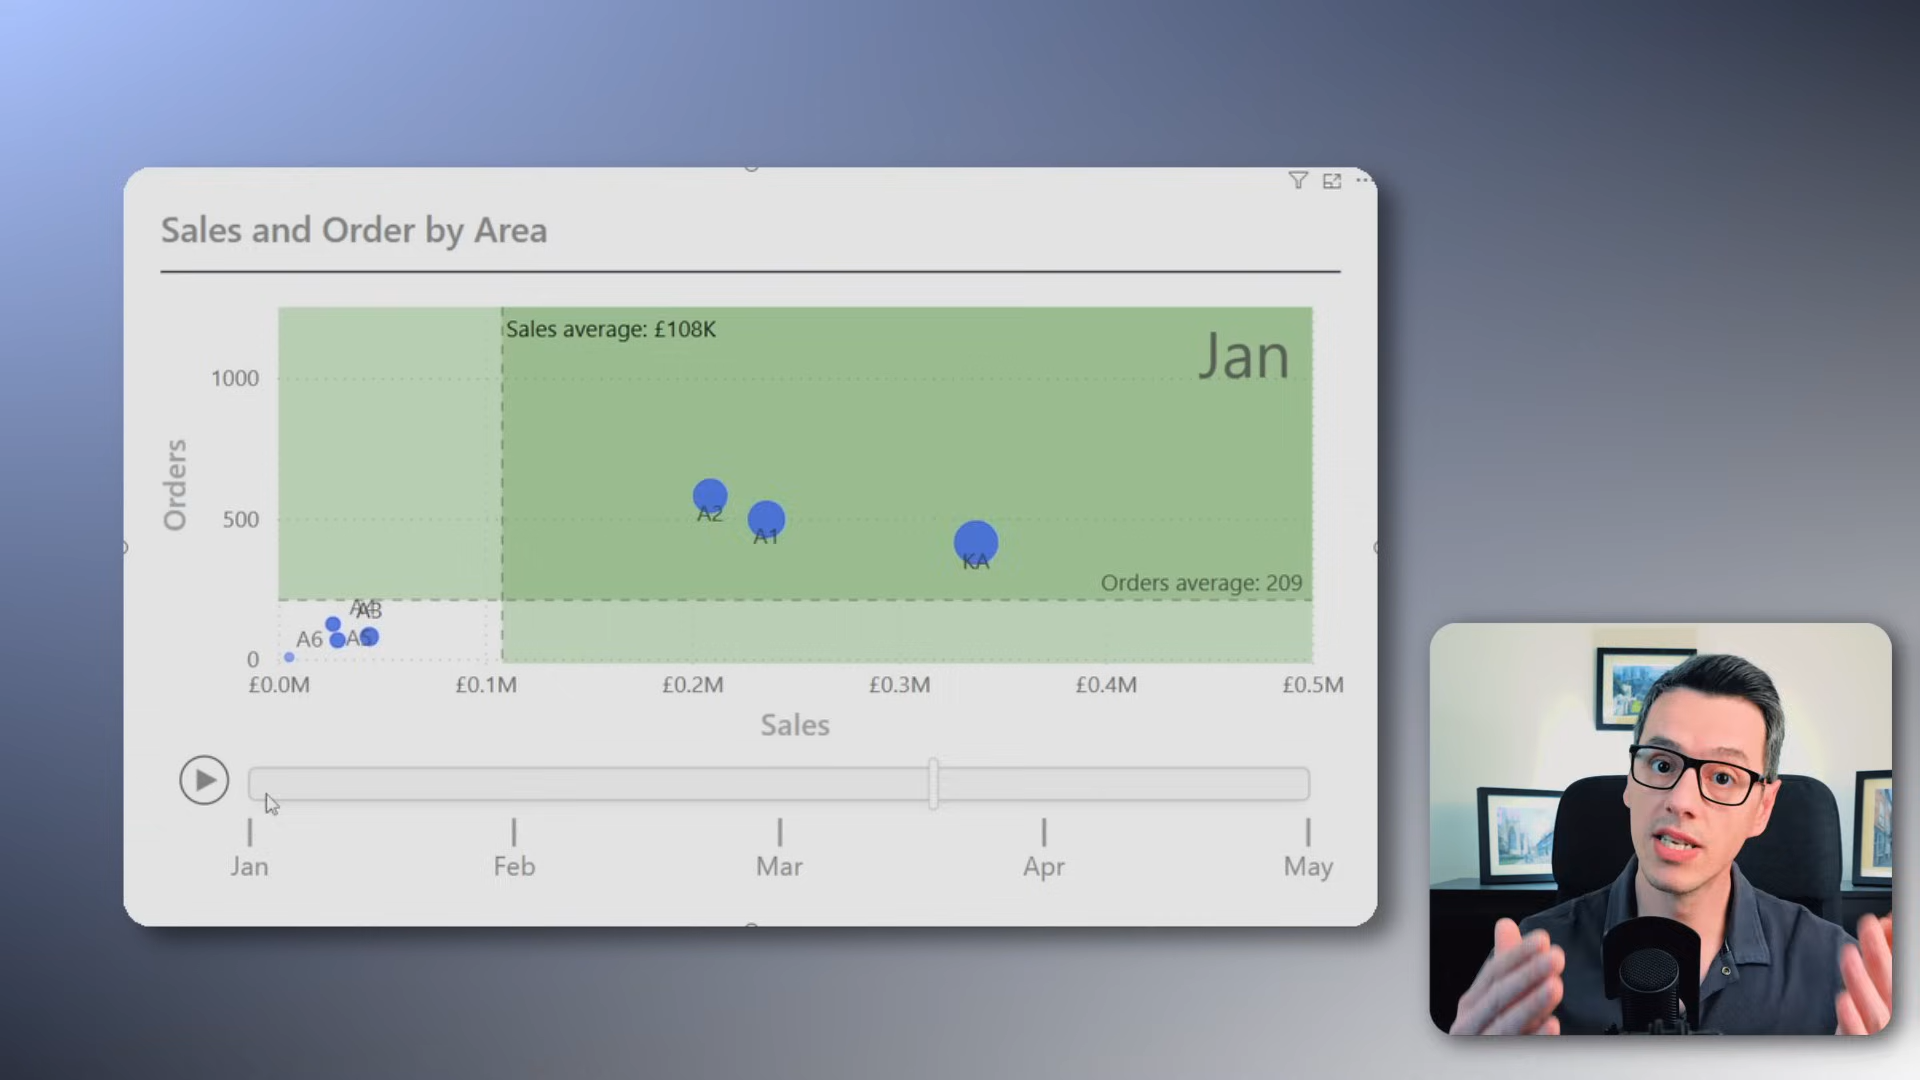 Sales and Order by Area
Sales average: £108K
Jan
1000
Orders
500
A2
A1
KA
Orders average: 209
A3
A6
A5
0
£0.0M
£0.1M
£0.2M
£0.3M
£0.4M
£0.5M
Sales
Jan
Feb
Mar
Apr
May